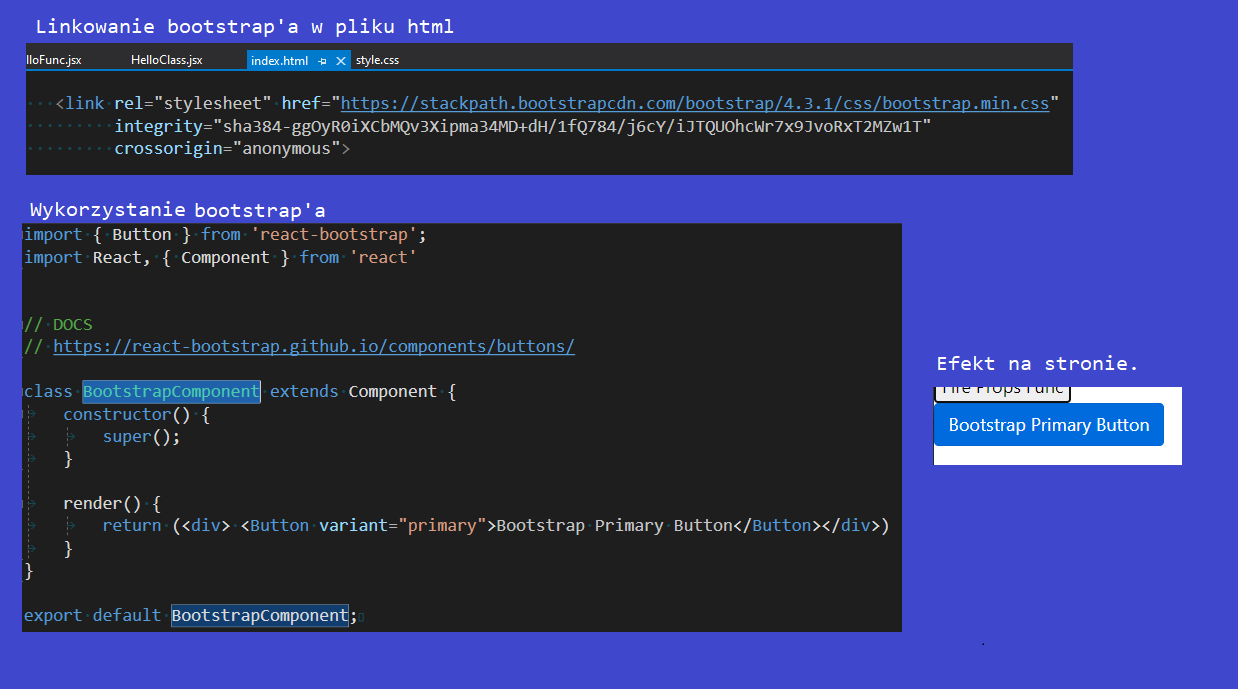 Linkowanie bootstrap'a w pliku html
lloFunc.jsx HelloClass.jsx index.html style.css
<link rel="stylesheet" href="https://stackpath.bootstrapcdn.com/bootstrap/4.3.1/css/bootstrap.min.css"
integrity="sha384-ggOyR0iXCbMQv3Xipma34MD+dH/1fQ784/j6cY/iJTQUOhcWr7x9JvoRxT2MZw1T"
crossorigin="anonymous">
Wykorzystanie bootstrap'a
import { Button } from 'react-bootstrap';
import React, { Component } from 'react'
// DOCS
// https://react-bootstrap.github.io/components/buttons/
class BootstrapComponent extends Component {
constructor() {
super();
}
render() {
return (<div> <Button variant="primary">Bootstrap Primary Button</Button></div>)
}
}
export default BootstrapComponent;
Efekt na stronie.
Fire Props Func
Bootstrap Primary Button